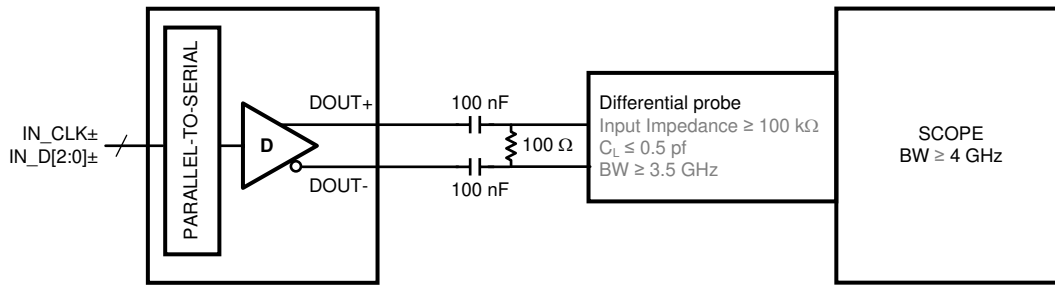 IN_CLK±
IN_D[2:0]±
PARALLEL-TO-SERIAL
D
DOUT+
DOUT-
100 nF
100 nF
100 Ω
Differential probe
Input Impedance ≥ 100 kΩ
CL ≤ 0.5 pf
BW ≥ 3.5 GHz
SCOPE
BW ≥ 4 GHz